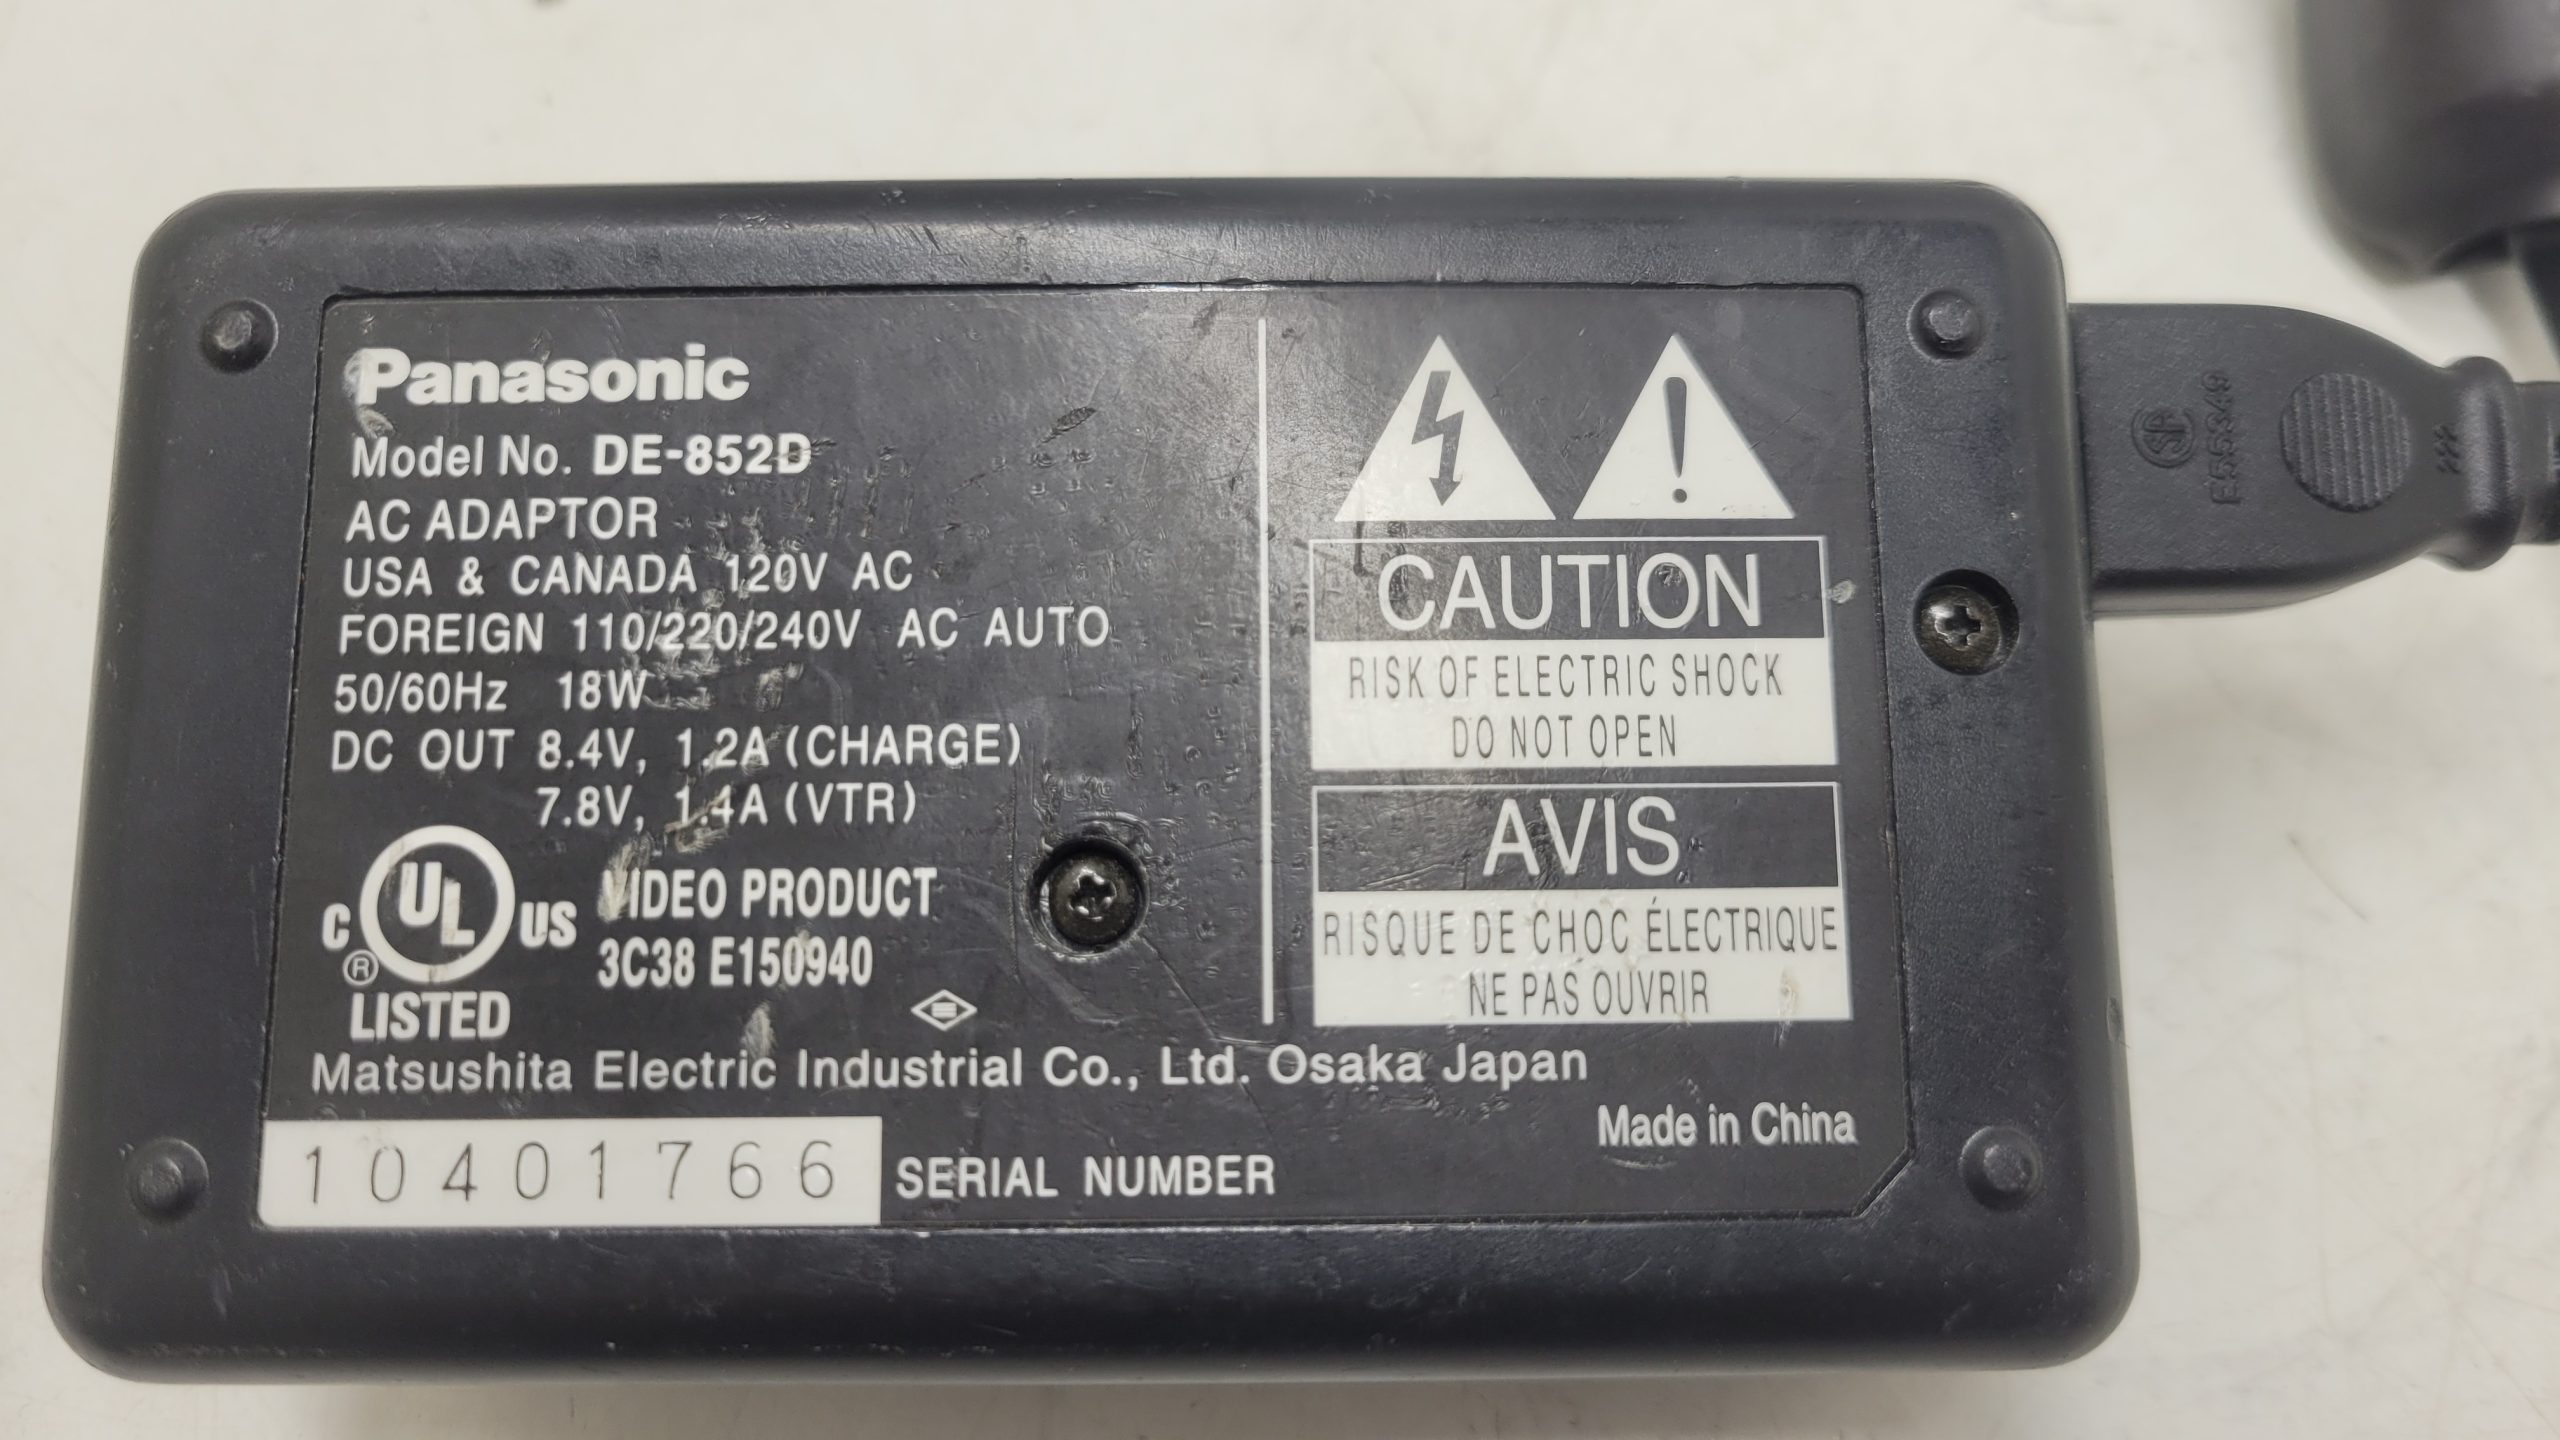 Panasonic
Model No. DE-852D
AC ADAPTOR
USA & CANADA 120V AC
FOREIGN 110/220/240V AC AUTO
50/60Hz 18W
DC OUT 8.4V, 1.2A (CHARGE)
7.8V, 1.4A (VTR)
C UL US
®
LISTED
VIDEO PRODUCT
3C38 E150940
Matsushita Electric Industrial Co., Ltd. Osaka Japan
Made in China
10401766 SERIAL NUMBER
CAUTION
RISK OF ELECTRIC SHOCK
DO NOT OPEN
AVIS
RISQUE DE CHOC ÉLECTRIQUE
NE PAS OUVRIR
E55349